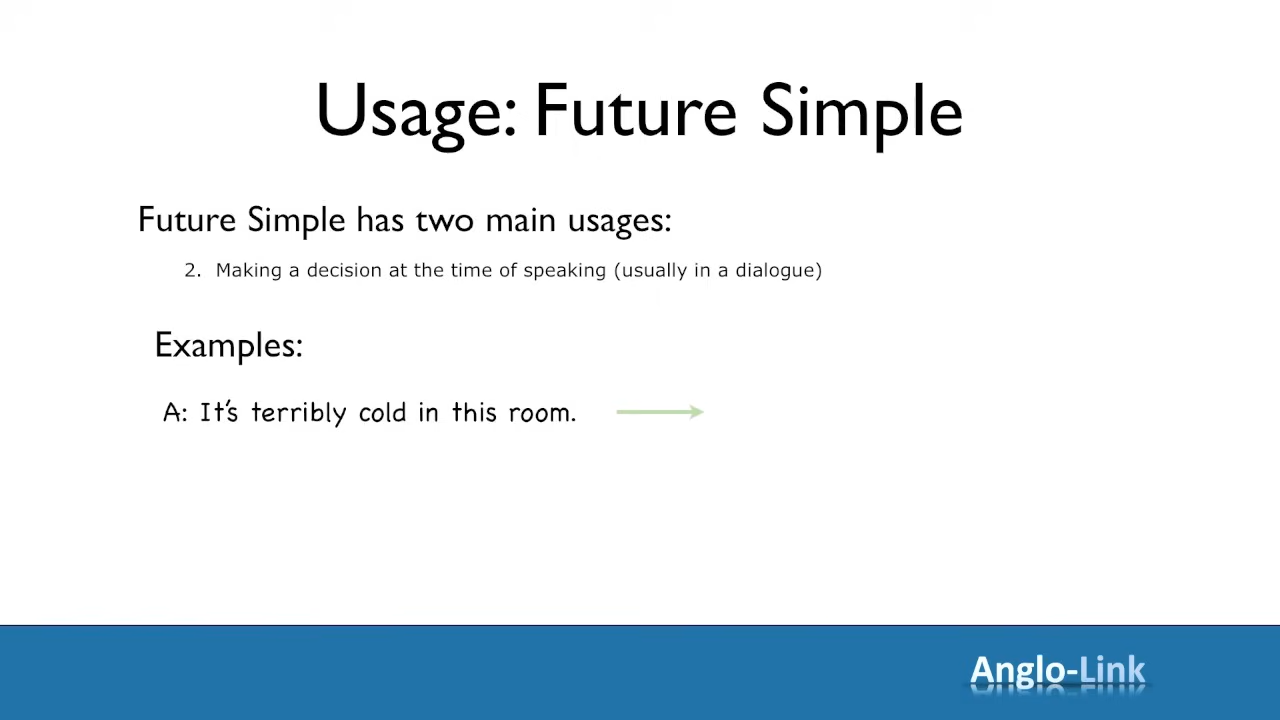 Usage: Future Simple
Future Simple has two main usages:
2. Making a decision at the time of speaking (usually in a dialogue)
Examples:
A: It's terribly cold in this room.
Anglo-Link